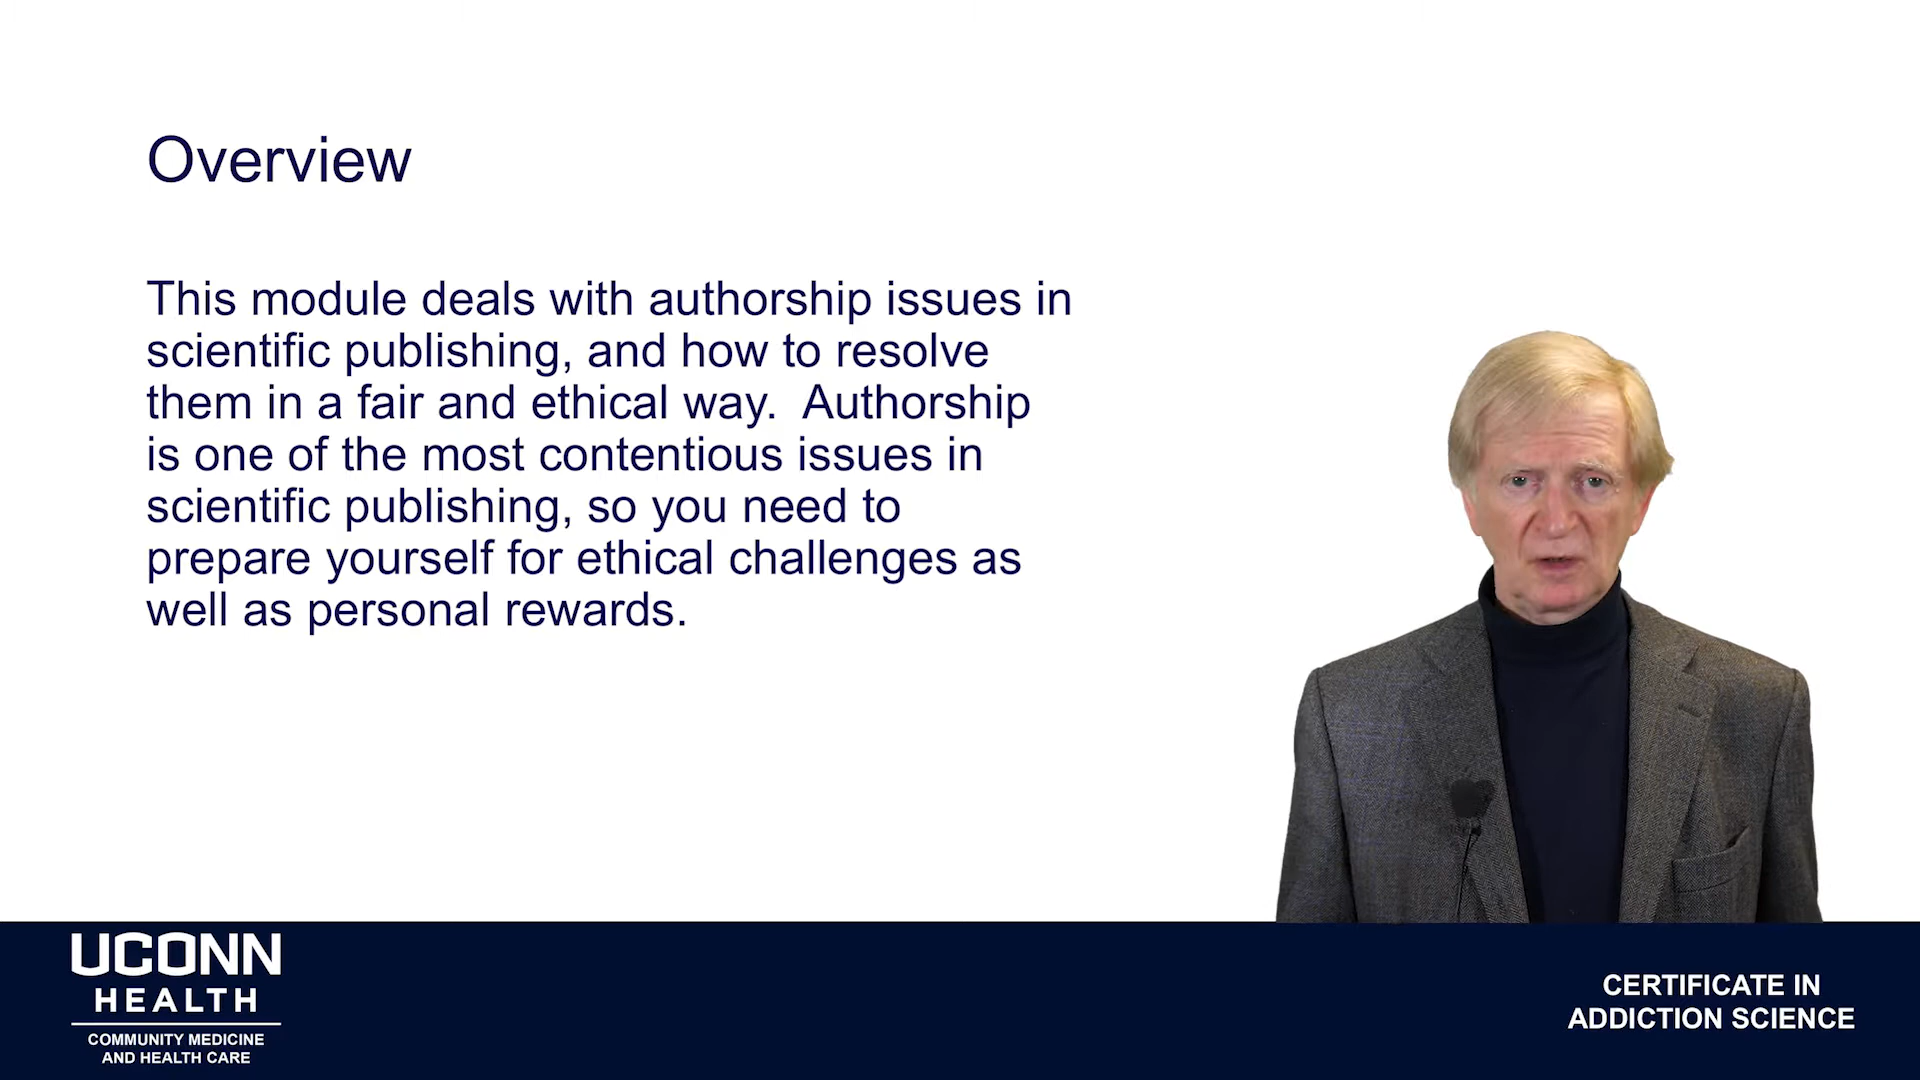 Overview
This module deals with authorship issues in
scientific publishing, and how to resolve
them in a fair and ethical way.  Authorship
is one of the most contentious issues in
scientific publishing, so you need to
prepare yourself for ethical challenges as
well as personal rewards.
UCONN
HEALTH
COMMUNITY MEDICINE
AND HEALTH CARE
CERTIFICATE IN
ADDICTION SCIENCE